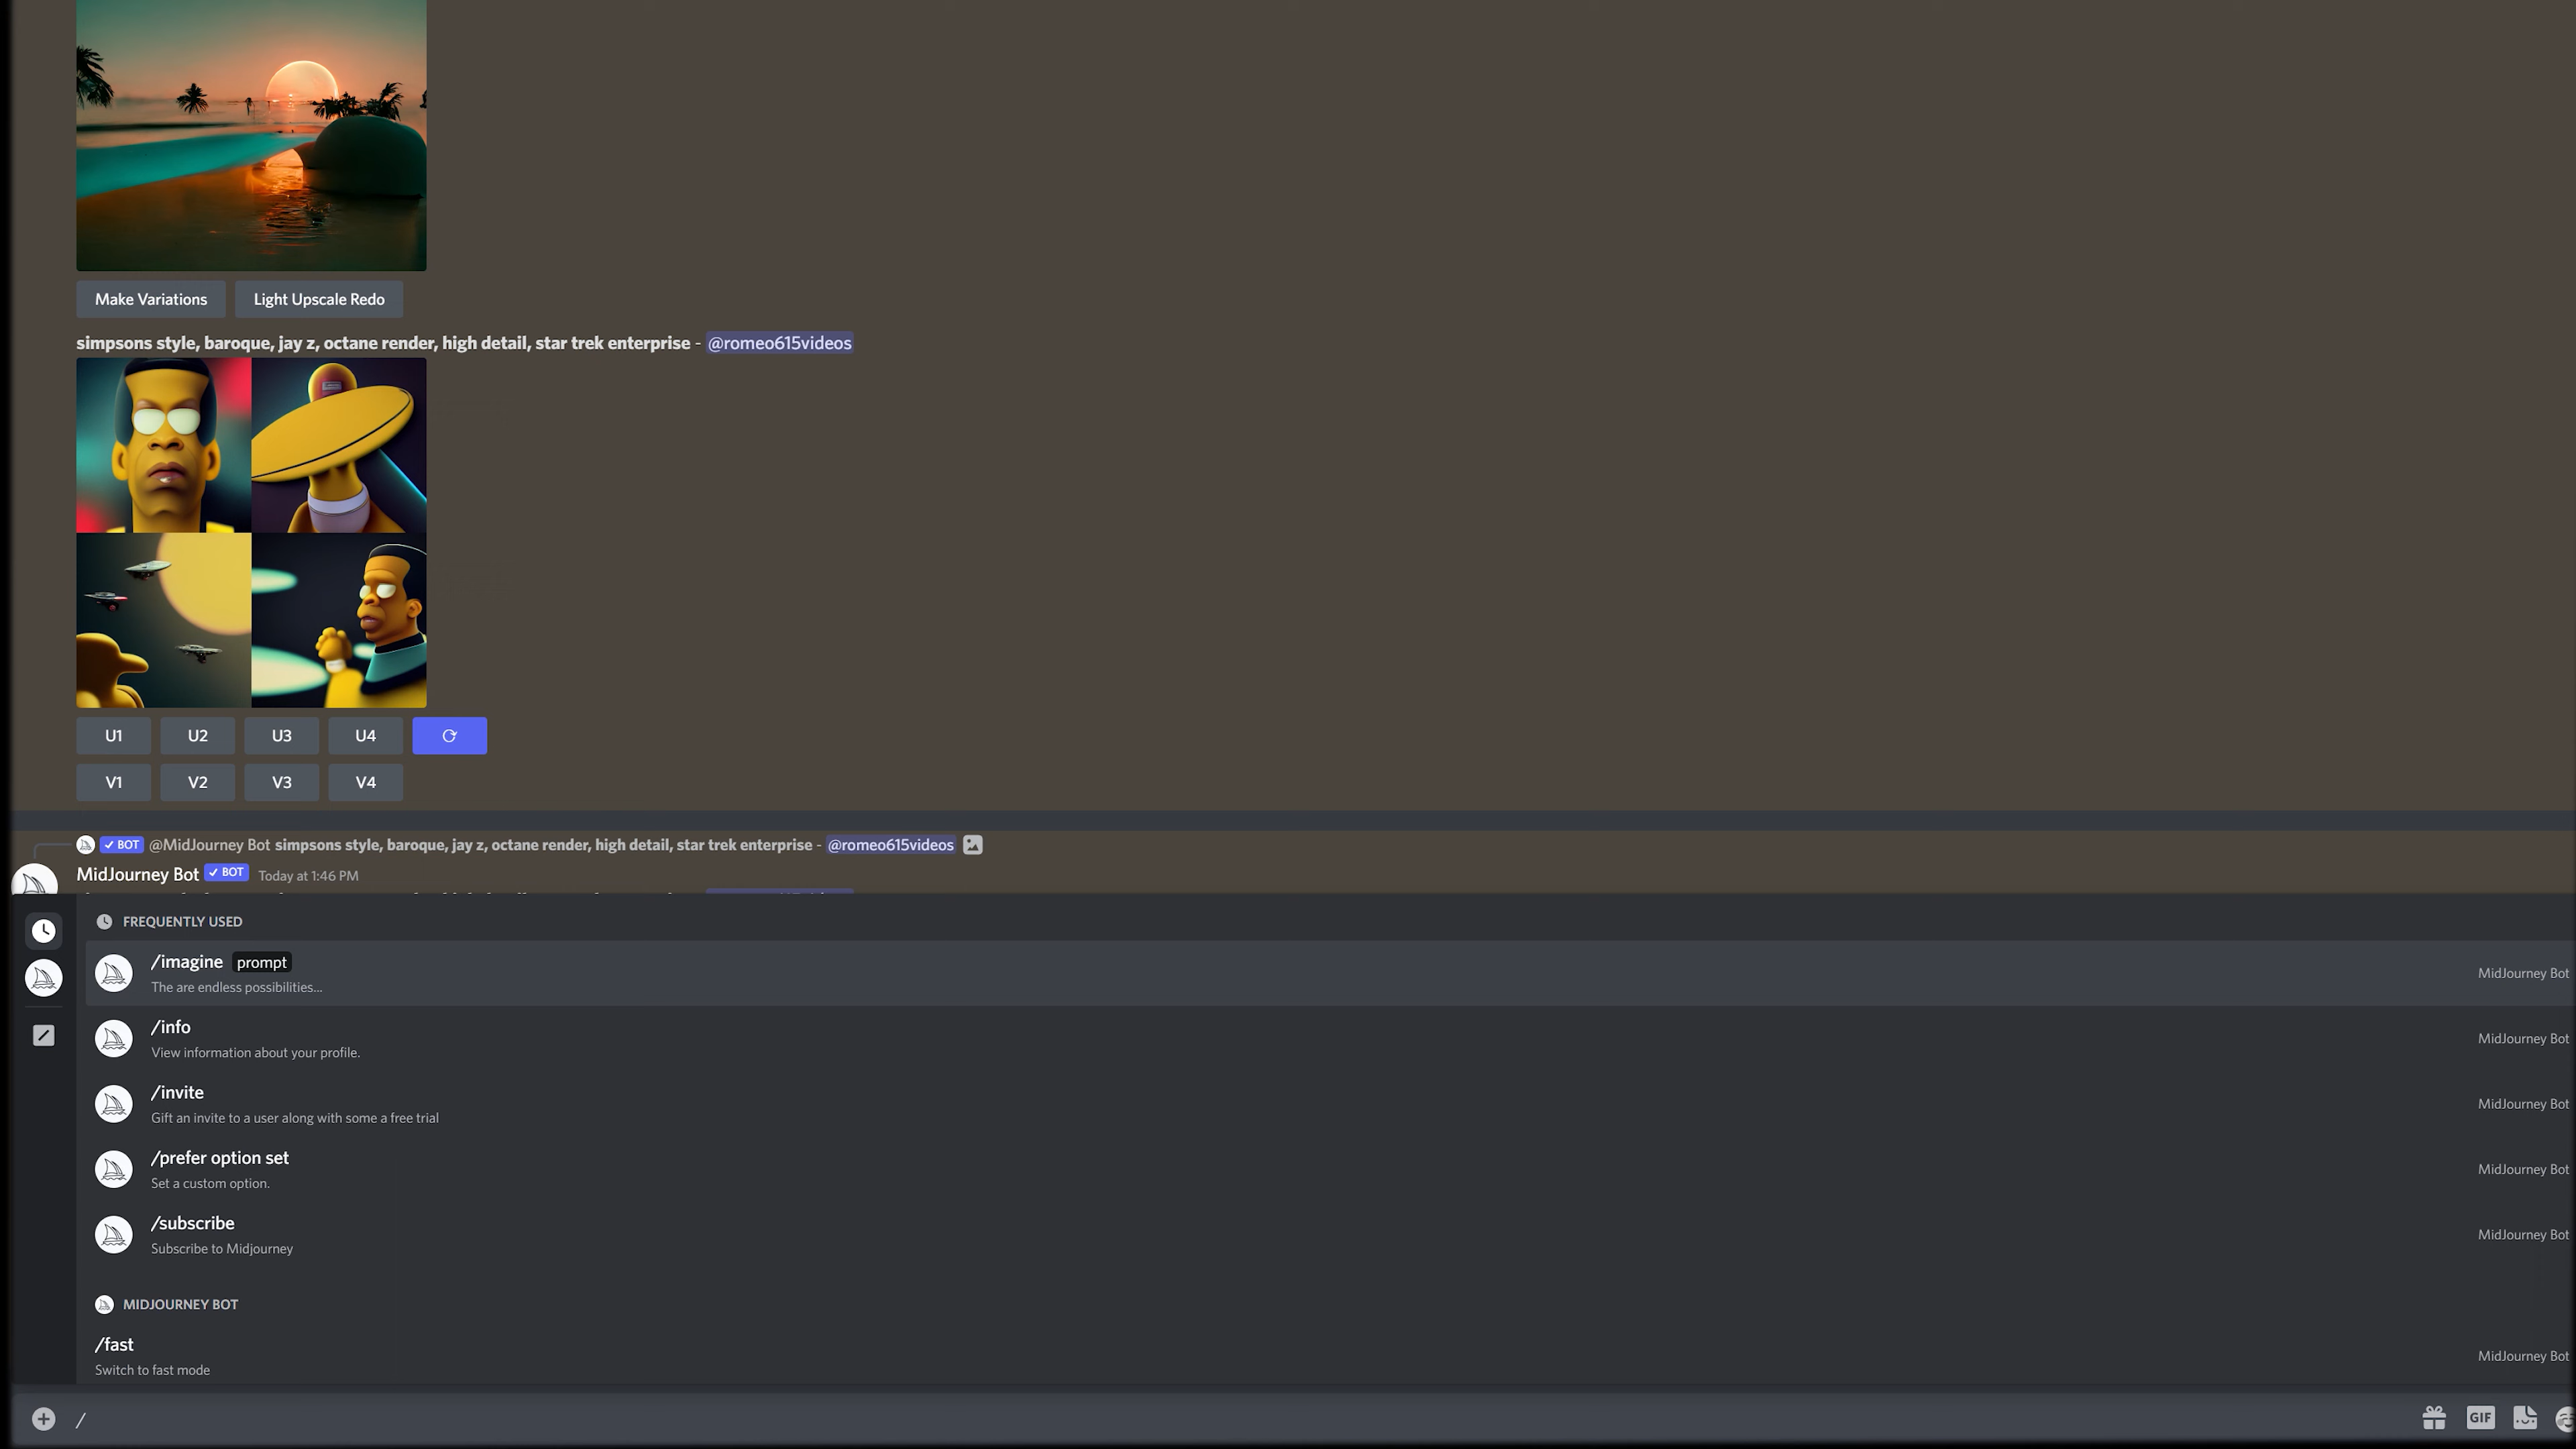 Make Variations
Light Upscale Redo
simpsons style, baroque, jay z, octane render, high detail, star trek enterprise - @romeo615videos
U1 U2 U3 U4
V1 V2 V3 V4
BOT @MidJourney Bot simpsons style, baroque, jay z, octane render, high detail, star trek enterprise - @romeo615videos
MidJourney Bot BOT Today at 1:46 PM
FREQUENTLY USED
/imagine prompt
The are endless possibilities...
MidJourney Bot
/info
View information about your profile.
MidJourney Bot
/invite
Gift an invite to a user along with some a free trial
MidJourney Bot
/prefer option set
Set a custom option.
MidJourney Bot
/subscribe
Subscribe to Midjourney
MidJourney Bot
MIDJOURNEY BOT
/fast
Switch to fast mode
MidJourney Bot
/
GIF